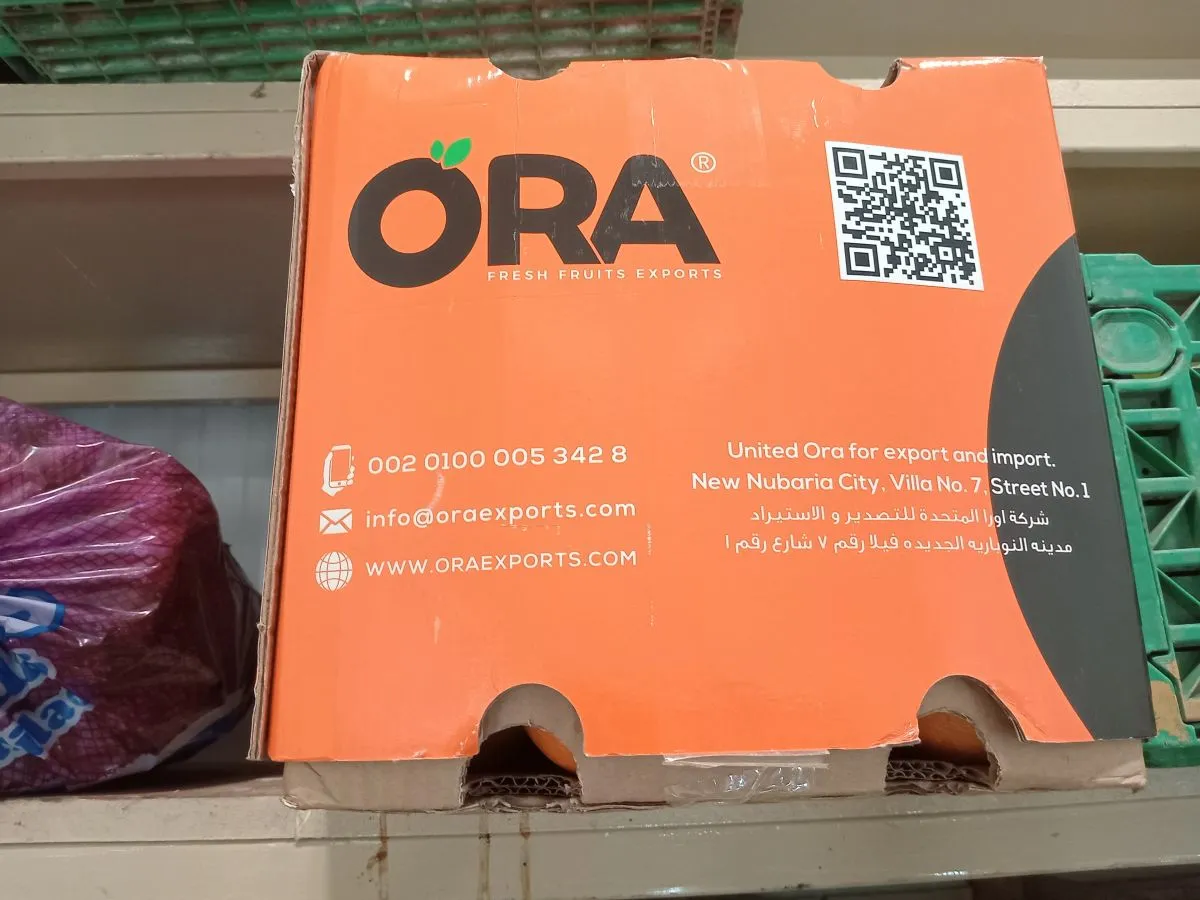 ORA®
FRESH FRUITS EXPORTS
002 0100 005 342 8
info@oraexports.com
WWW.ORAEXPORTS.COM
United Ora for export and import.
New Nubaria City, Villa No. 7, Street No.1
شركة اورا المتحدة للتصدير و الاستيراد
مدينه النوباريه الجديده فيلا رقم ٧ شارع رقم ١